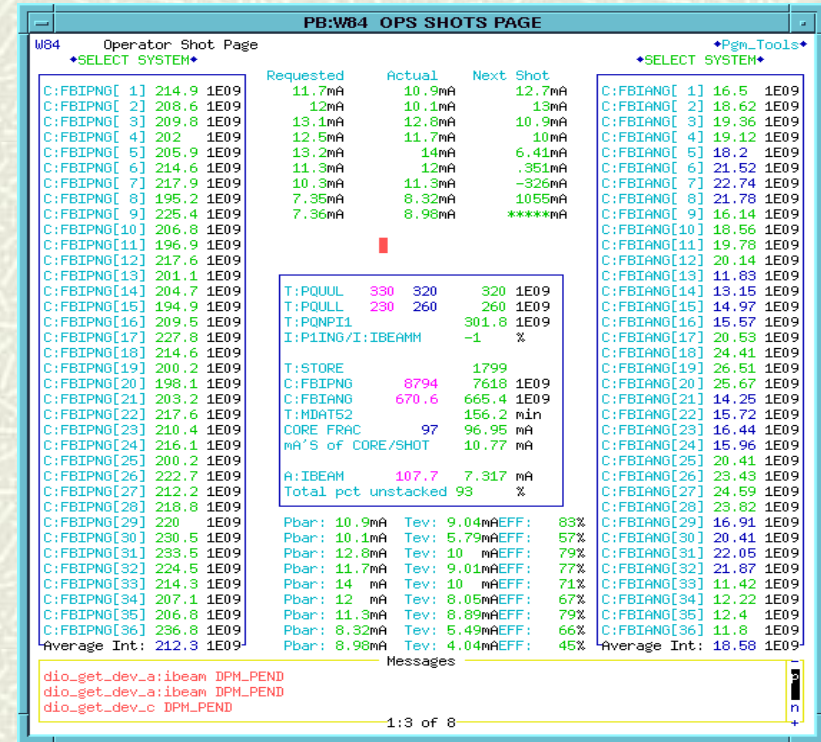 PB:W84 OPS SHOTS PAGE
W84 Operator Shot Page ◆Pgm_Tools◆
◆SELECT SYSTEM◆ ◆SELECT SYSTEM◆
Requested Actual Next Shot
C:FBIPNG[ 1] 214.9 1E09 11.7mA 10.9mA 12.7mA C:FBIANG[ 1] 16.5 1E09
C:FBIPNG[ 2] 208.6 1E09 12mA 10.1mA 13mA C:FBIANG[ 2] 18.62 1E09
C:FBIPNG[ 3] 209.8 1E09 13.1mA 12.8mA 10.9mA C:FBIANG[ 3] 19.36 1E09
C:FBIPNG[ 4] 202 1E09 12.5mA 11.7mA 10mA C:FBIANG[ 4] 19.12 1E09
C:FBIPNG[ 5] 205.9 1E09 13.2mA 14mA 6.41mA C:FBIANG[ 5] 18.2 1E09
C:FBIPNG[ 6] 214.6 1E09 11.3mA 12mA .351mA C:FBIANG[ 6] 21.52 1E09
C:FBIPNG[ 7] 217.9 1E09 10.3mA 11.3mA -326mA C:FBIANG[ 7] 22.74 1E09
C:FBIPNG[ 8] 195.2 1E09 7.35mA 8.32mA 1055mA C:FBIANG[ 8] 21.78 1E09
C:FBIPNG[ 9] 225.4 1E09 7.36mA 8.98mA *****mA C:FBIANG[ 9] 16.14 1E09
C:FBIPNG[10] 206.8 1E09 C:FBIANG[10] 18.56 1E09
C:FBIPNG[11] 196.9 1E09 C:FBIANG[11] 19.78 1E09
C:FBIPNG[12] 217.6 1E09 C:FBIANG[12] 20.14 1E09
C:FBIPNG[13] 201.1 1E09 C:FBIANG[13] 11.83 1E09
C:FBIPNG[14] 204.7 1E09 T:PQUUL 330 320 320 1E09 C:FBIANG[14] 13.15 1E09
C:FBIPNG[15] 194.9 1E09 T:PQULL 230 260 260 1E09 C:FBIANG[15] 14.97 1E09
C:FBIPNG[16] 209.5 1E09 T:PQNPI1 301.8 1E09 C:FBIANG[16] 15.57 1E09
C:FBIPNG[17] 227.8 1E09 I:P1ING/I:IBEAMM -1 % C:FBIANG[17] 20.53 1E09
C:FBIPNG[18] 214.6 1E09 C:FBIANG[18] 24.41 1E09
C:FBIPNG[19] 200.2 1E09 T:STORE 1799 C:FBIANG[19] 26.51 1E09
C:FBIPNG[20] 198.1 1E09 C:FBIPNG 8794 7618 1E09 C:FBIANG[20] 25.67 1E09
C:FBIPNG[21] 203.2 1E09 C:FBIANG 670.6 665.4 1E09 C:FBIANG[21] 14.25 1E09
C:FBIPNG[22] 217.6 1E09 T:MDAT52 156.2 min C:FBIANG[22] 15.72 1E09
C:FBIPNG[23] 210.4 1E09 CORE FRAC 97 96.95 mA C:FBIANG[23] 16.44 1E09
C:FBIPNG[24] 216.1 1E09 mA'S of CORE/SHOT 10.77 mA C:FBIANG[24] 15.96 1E09
C:FBIPNG[25] 200.2 1E09 C:FBIANG[25] 20.41 1E09
C:FBIPNG[26] 222.7 1E09 A:IBEAM 107.7 7.317 mA C:FBIANG[26] 23.43 1E09
C:FBIPNG[27] 212.2 1E09 Total pct unstacked 93 % C:FBIANG[27] 24.59 1E09
C:FBIPNG[28] 218.8 1E09 C:FBIANG[28] 23.82 1E09
C:FBIPNG[29] 220 1E09 Pbar: 10.9mA Tev: 9.04mAEFF: 83% C:FBIANG[29] 16.91 1E09
C:FBIPNG[30] 230.5 1E09 Pbar: 10.1mA Tev: 5.79mAEFF: 57% C:FBIANG[30] 20.41 1E09
C:FBIPNG[31] 233.5 1E09 Pbar: 12.8mA Tev: 10 mAEFF: 79% C:FBIANG[31] 22.05 1E09
C:FBIPNG[32] 224.5 1E09 Pbar: 11.7mA Tev: 9.01mAEFF: 77% C:FBIANG[32] 21.87 1E09
C:FBIPNG[33] 214.3 1E09 Pbar: 14 mA Tev: 10 mAEFF: 71% C:FBIANG[33] 11.42 1E09
C:FBIPNG[34] 207.1 1E09 Pbar: 12 mA Tev: 8.05mAEFF: 67% C:FBIANG[34] 12.22 1E09
C:FBIPNG[35] 206.8 1E09 Pbar: 11.3mA Tev: 8.89mAEFF: 79% C:FBIANG[35] 12.4 1E09
C:FBIPNG[36] 236.8 1E09 Pbar: 8.32mA Tev: 5.49mAEFF: 66% C:FBIANG[36] 11.8 1E09
Average Int: 212.3 1E09 Pbar: 8.98mA Tev: 4.04mAEFF: 45% Average Int: 18.58 1E09
Messages
dio_get_dev_a:ibeam DPM_PEND
dio_get_dev_a:ibeam DPM_PEND
dio_get_dev_c DPM_PEND
1:3 of 8
- p n +